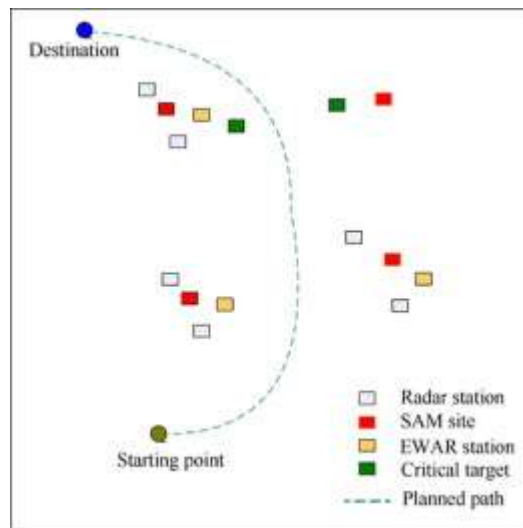 Destination
Starting point
Radar station
SAM site
EWAR station
Critical target
Planned path